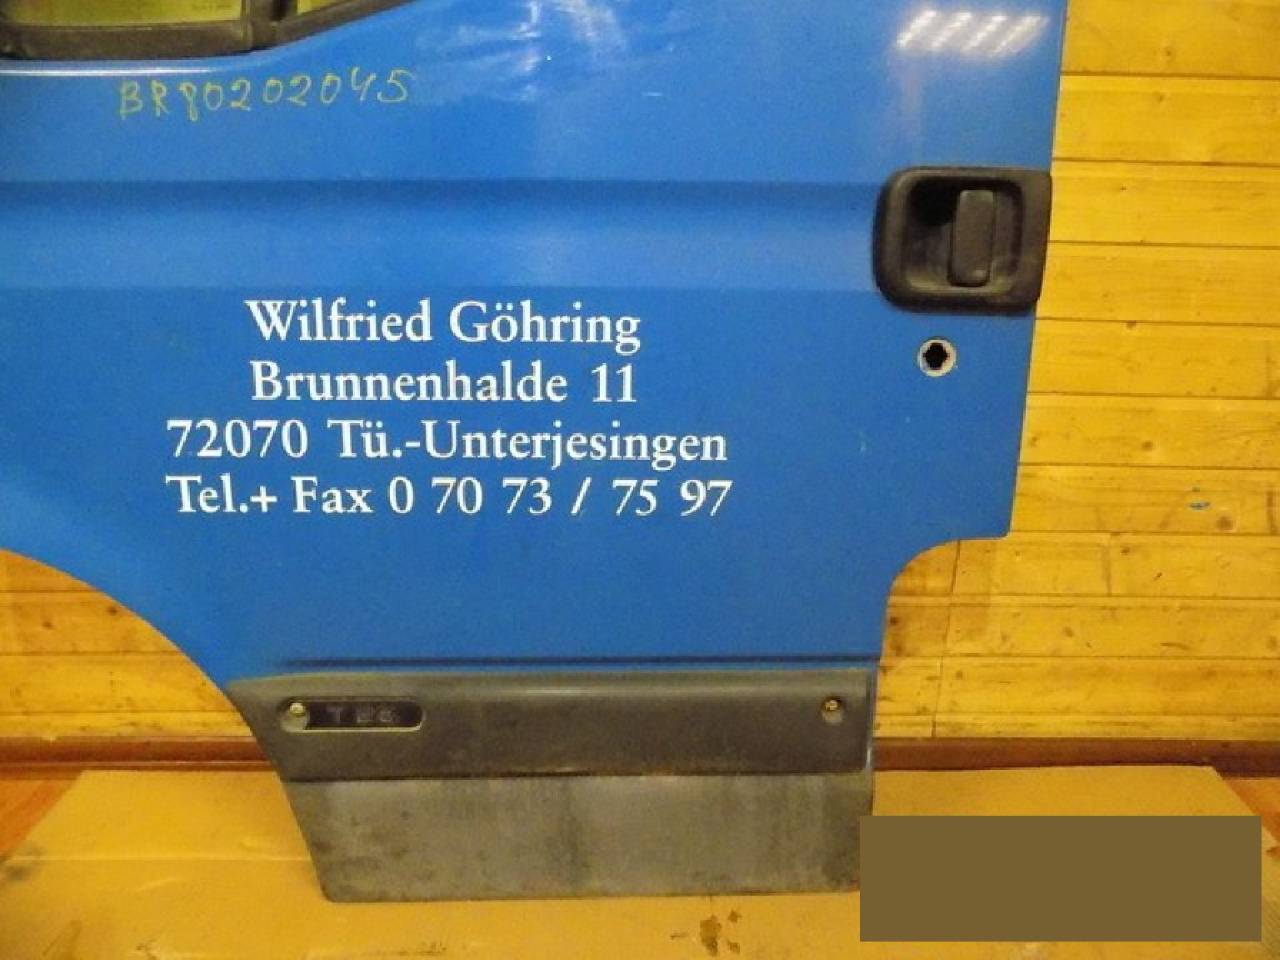 BR80202045
Wilfried Göhring
Brunnenhalde 11
72070 Tü.-Unterjesingen
Tel.+ Fax 0 70 73 / 75 97